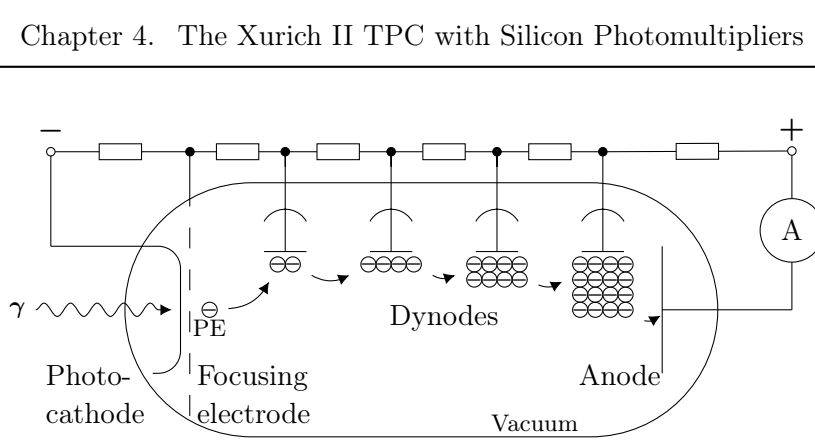 Chapter 4. The Xurich II TPC with Silicon Photomultipliers
− +
A
γ
PE
Dynodes
Photo-
cathode
Focusing
electrode
Anode
Vacuum